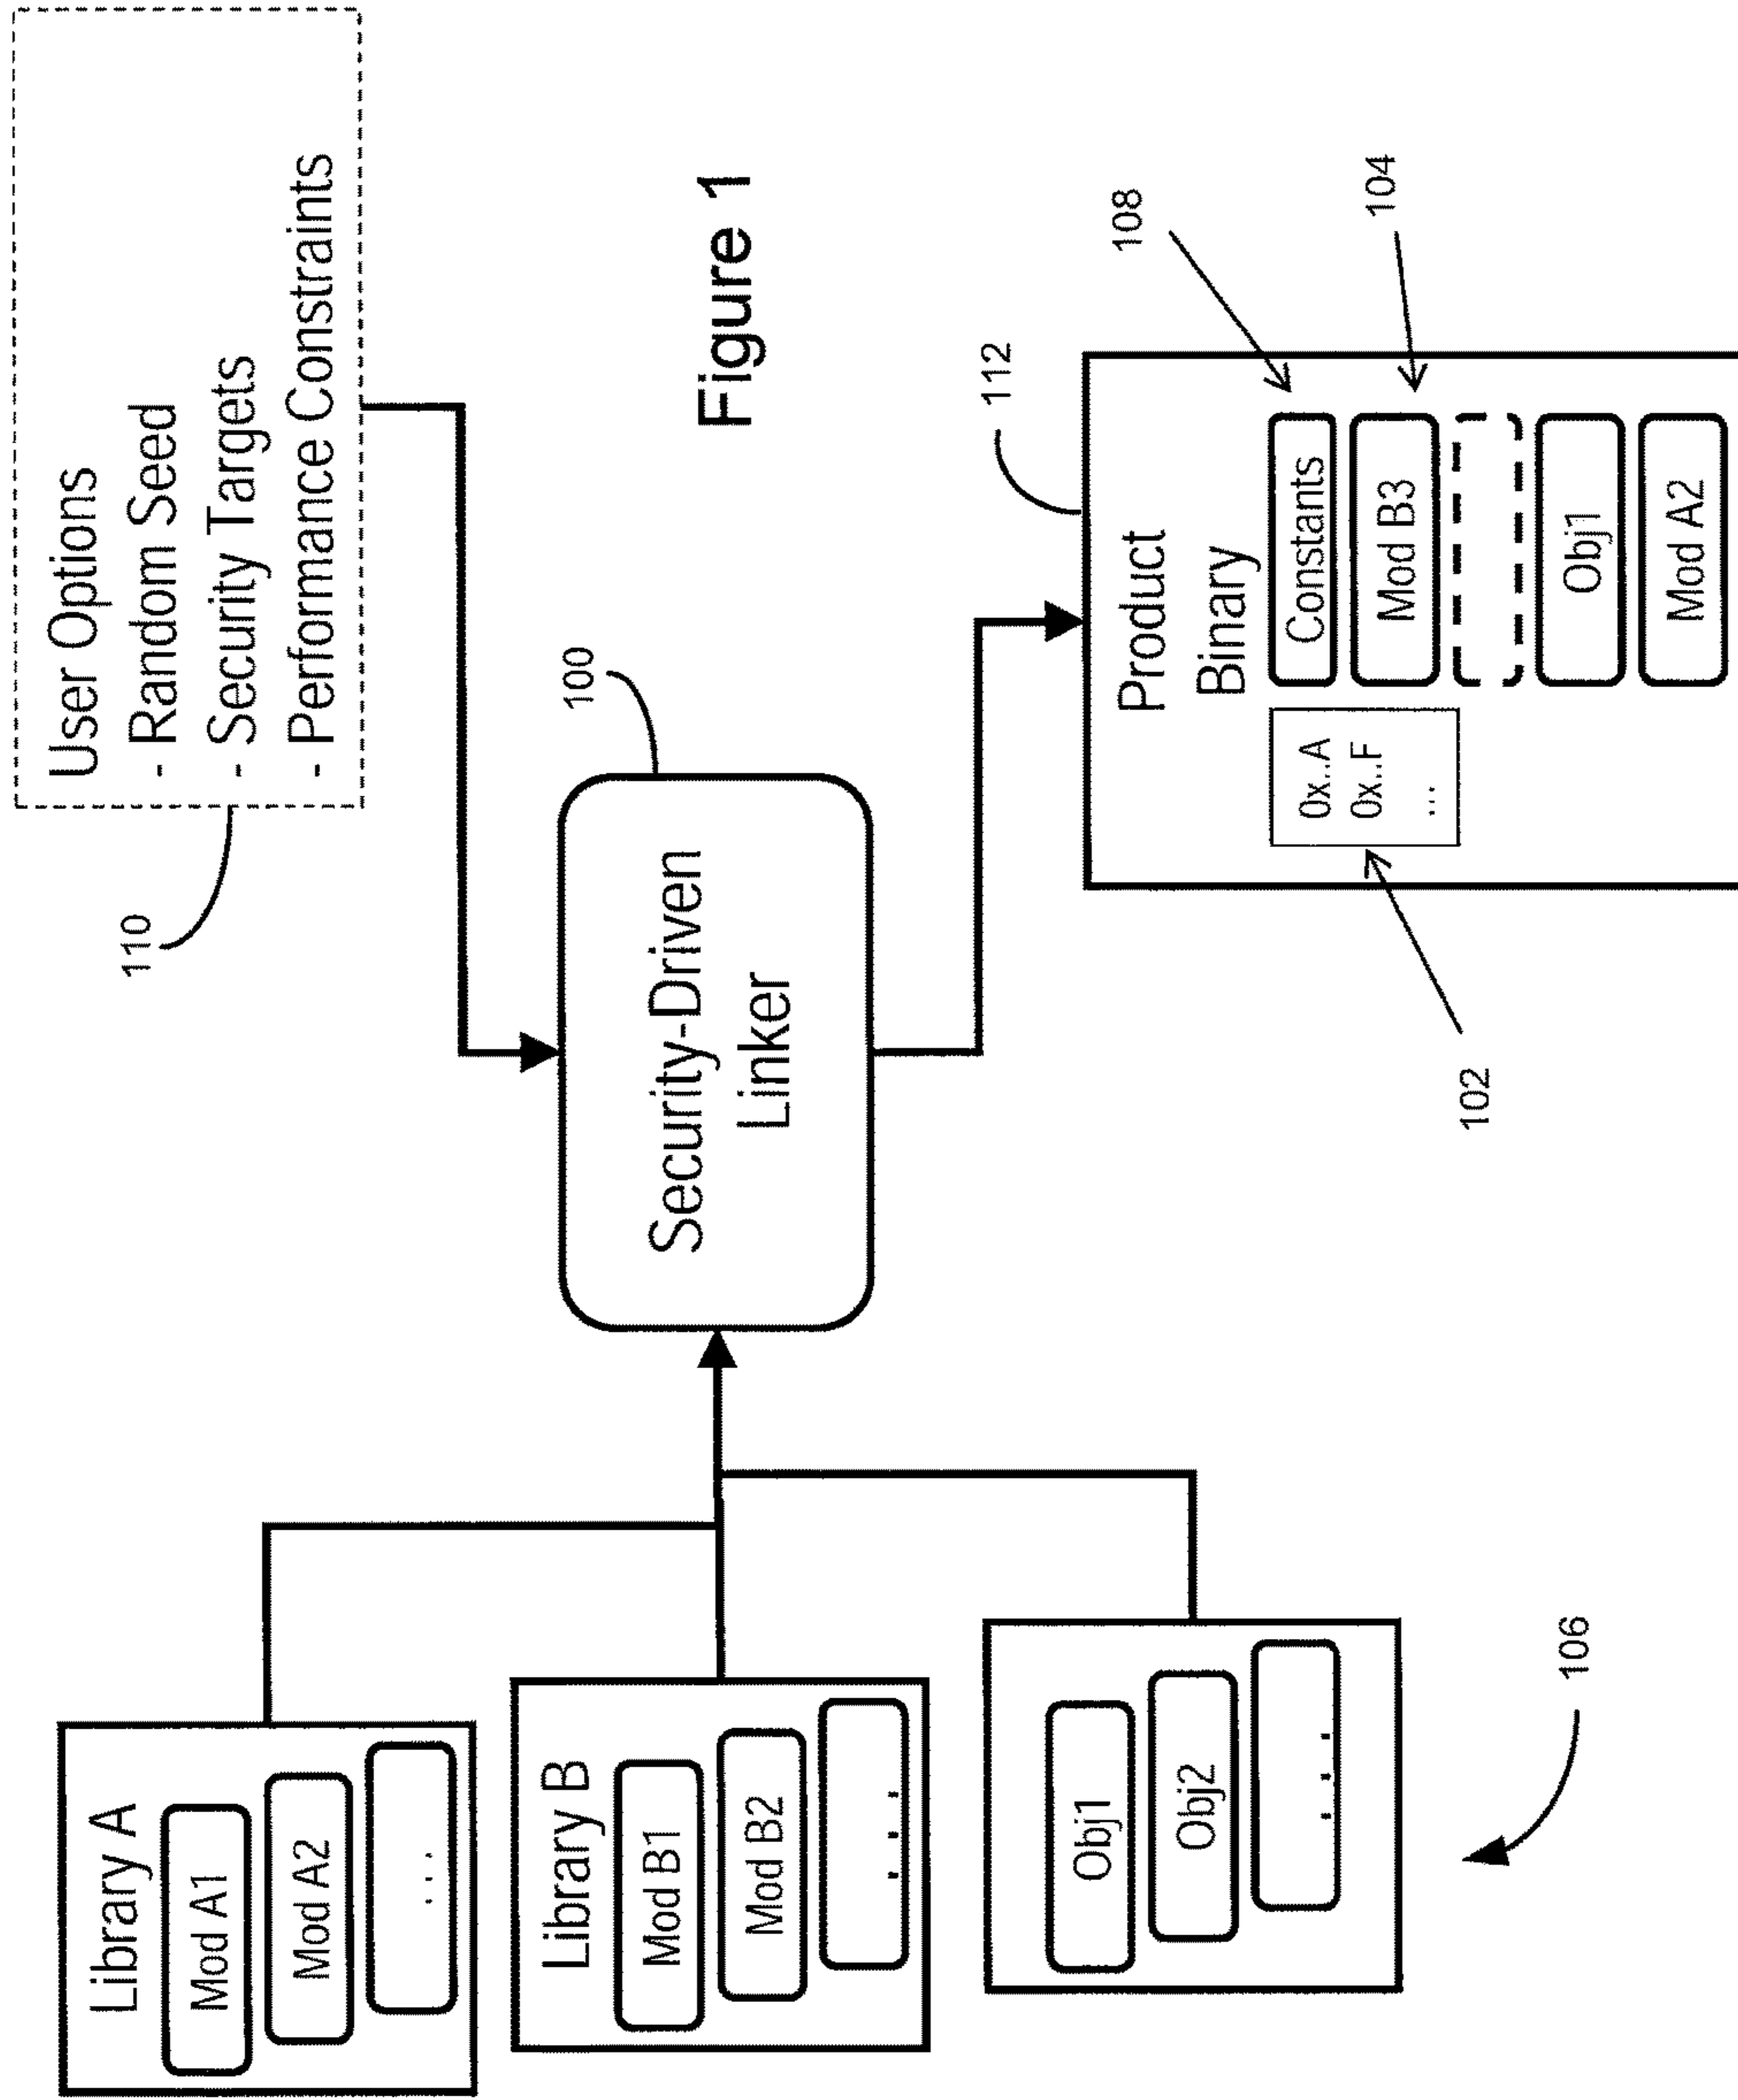 User Options
- Random Seed
- Security Targets
- Performance Constraints
110
Library A
Mod A1
Mod A2
...
Library B
Mod B1
Mod B2
...
Obj1
Obj2
...
106
Security-Driven
Linker
100
Figure 1
Product
Binary
112
0x..A
0x..F
...
102
Constants
Mod B3
Obj1
Mod A2
108
104